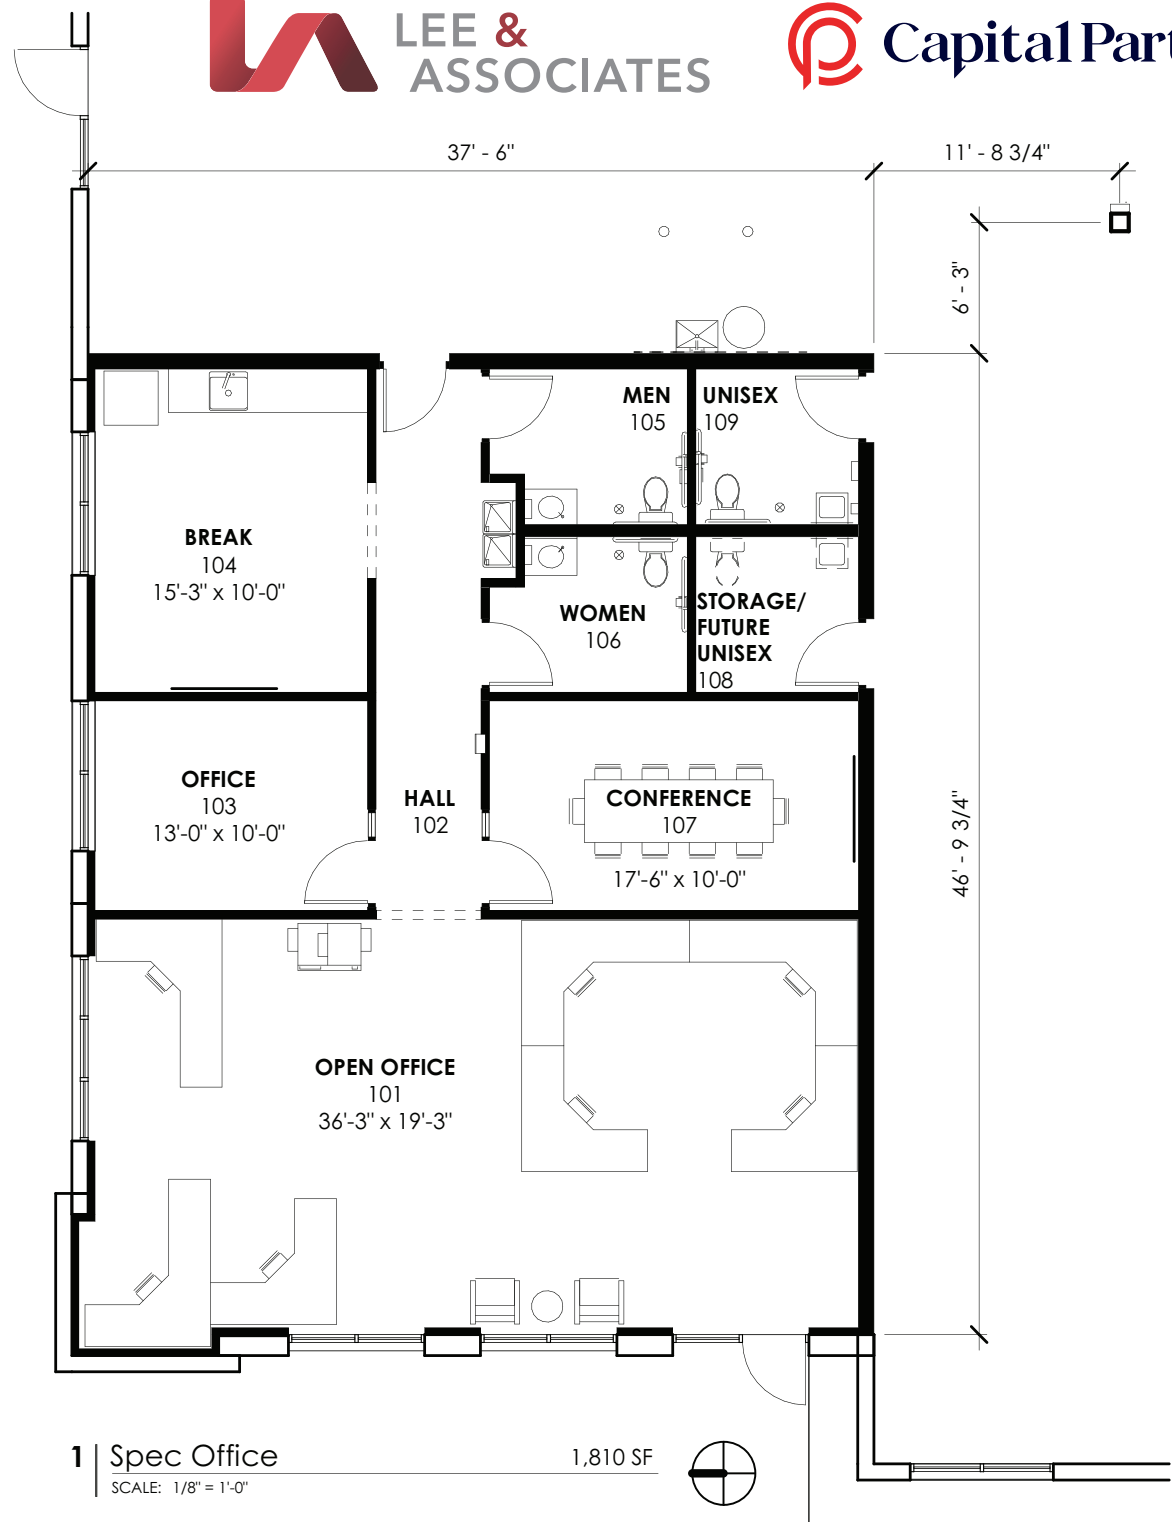 LEE &
ASSOCIATES
Capital Part
37' - 6"
11' - 8 3/4"
6' - 3"
MEN
105
UNISEX
109
BREAK
104
15'-3" x 10'-0"
WOMEN
106
STORAGE/
FUTURE
UNISEX
108
OFFICE
103
13'-0" x 10'-0"
HALL
102
CONFERENCE
107
17'-6" x 10'-0"
46' - 9 3/4"
OPEN OFFICE
101
36'-3" x 19'-3"
1 Spec Office 1,810 SF
SCALE: 1/8" = 1'-0"